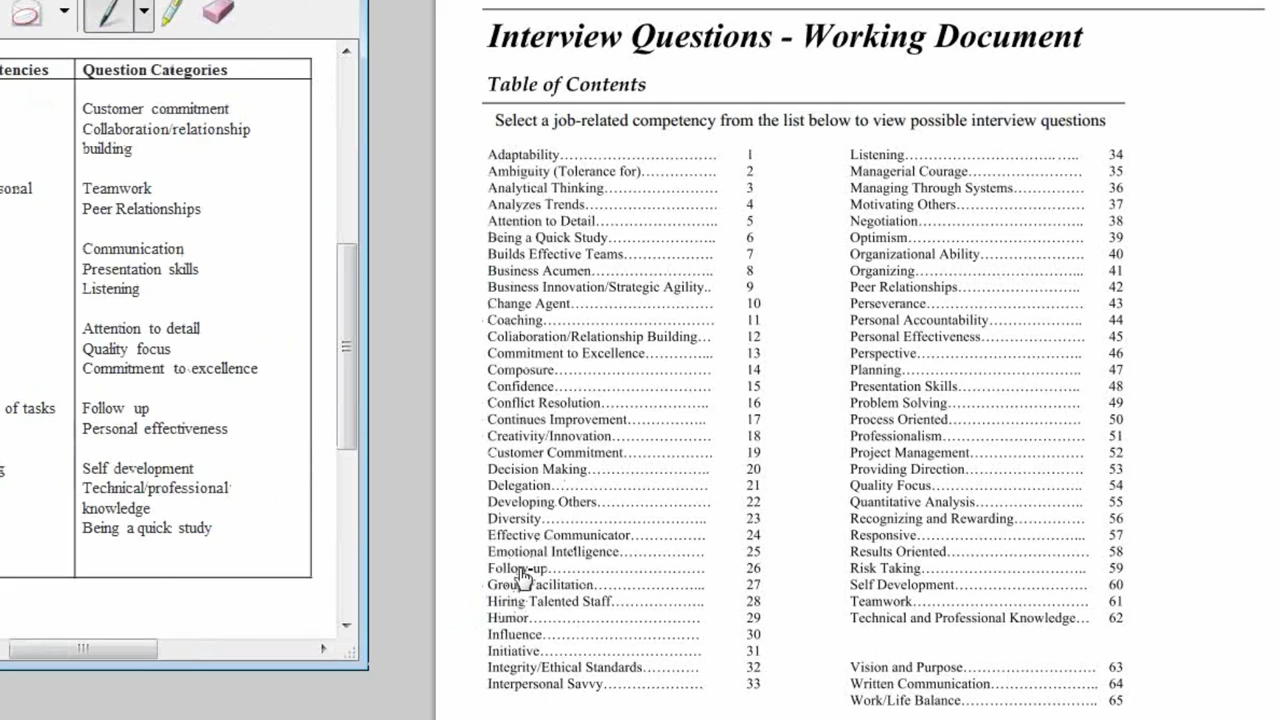 tencies
Question Categories
Customer commitment
Collaboration/relationship
building
sonal
Teamwork
Peer Relationships
Communication
Presentation skills
Listening
Attention to detail
Quality focus
Commitment to excellence
of tasks
Follow up
Personal effectiveness
g
Self development
Technical/professional
knowledge
Being a quick study
Interview Questions - Working Document
Table of Contents
Select a job-related competency from the list below to view possible interview questions
Adaptability 1
Ambiguity (Tolerance for) 2
Analytical Thinking 3
Analyzes Trends 4
Attention to Detail 5
Being a Quick Study 6
Builds Effective Teams 7
Business Acumen 8
Business Innovation/Strategic Agility 9
Change Agent 10
Coaching 11
Collaboration/Relationship Building 12
Commitment to Excellence 13
Composure 14
Confidence 15
Conflict Resolution 16
Continues Improvement 17
Creativity/Innovation 18
Customer Commitment 19
Decision Making 20
Delegation 21
Developing Others 22
Diversity 23
Effective Communicator 24
Emotional Intelligence 25
Follow-up 26
Group Facilitation 27
Hiring Talented Staff 28
Humor 29
Influence 30
Initiative 31
Integrity/Ethical Standards 32
Interpersonal Savvy 33
Listening 34
Managerial Courage 35
Managing Through Systems 36
Motivating Others 37
Negotiation 38
Optimism 39
Organizational Ability 40
Organizing 41
Peer Relationships 42
Perseverance 43
Personal Accountability 44
Personal Effectiveness 45
Perspective 46
Planning 47
Presentation Skills 48
Problem Solving 49
Process Oriented 50
Professionalism 51
Project Management 52
Providing Direction 53
Quality Focus 54
Quantitative Analysis 55
Recognizing and Rewarding 56
Responsive 57
Results Oriented 58
Risk Taking 59
Self Development 60
Teamwork 61
Technical and Professional Knowledge 62
Vision and Purpose 63
Written Communication 64
Work/Life Balance 65